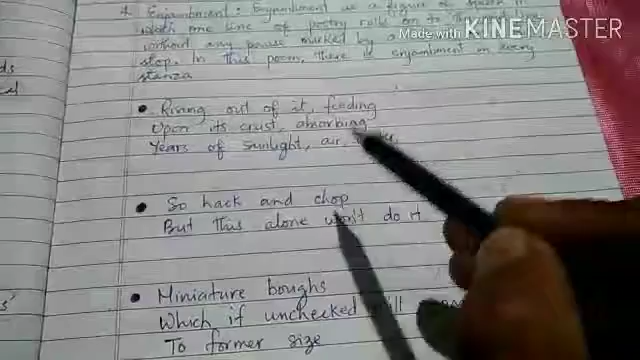 Made with KINEMASTER
* Enjambment: Enjambment is a figure of speech in
which one line of poetry rolls on to the
without any pause marked by a
stop. In this poem, there is enjambment in every
stanza
ds
• Rising out of it, feeding
Upon its crust, absorbing
Years of sunlight, air,
• So hack and chop
But this alone won't do it
• Miniature boughs
Which if unchecked will
To former size